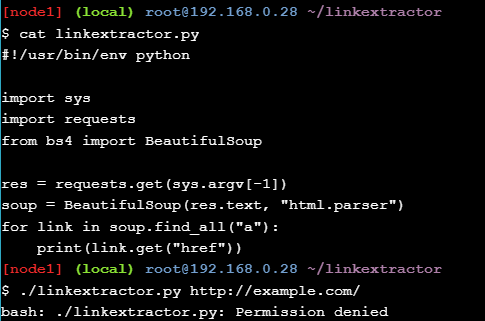 [node1] (local) root@192.168.0.28 ~/linkextractor
$ cat linkextractor.py
#!/usr/bin/env python

import sys
import requests
from bs4 import BeautifulSoup

res = requests.get(sys.argv[-1])
soup = BeautifulSoup(res.text, "html.parser")
for link in soup.find_all("a"):
    print(link.get("href"))
[node1] (local) root@192.168.0.28 ~/linkextractor
$ ./linkextractor.py http://example.com/
bash: ./linkextractor.py: Permission denied